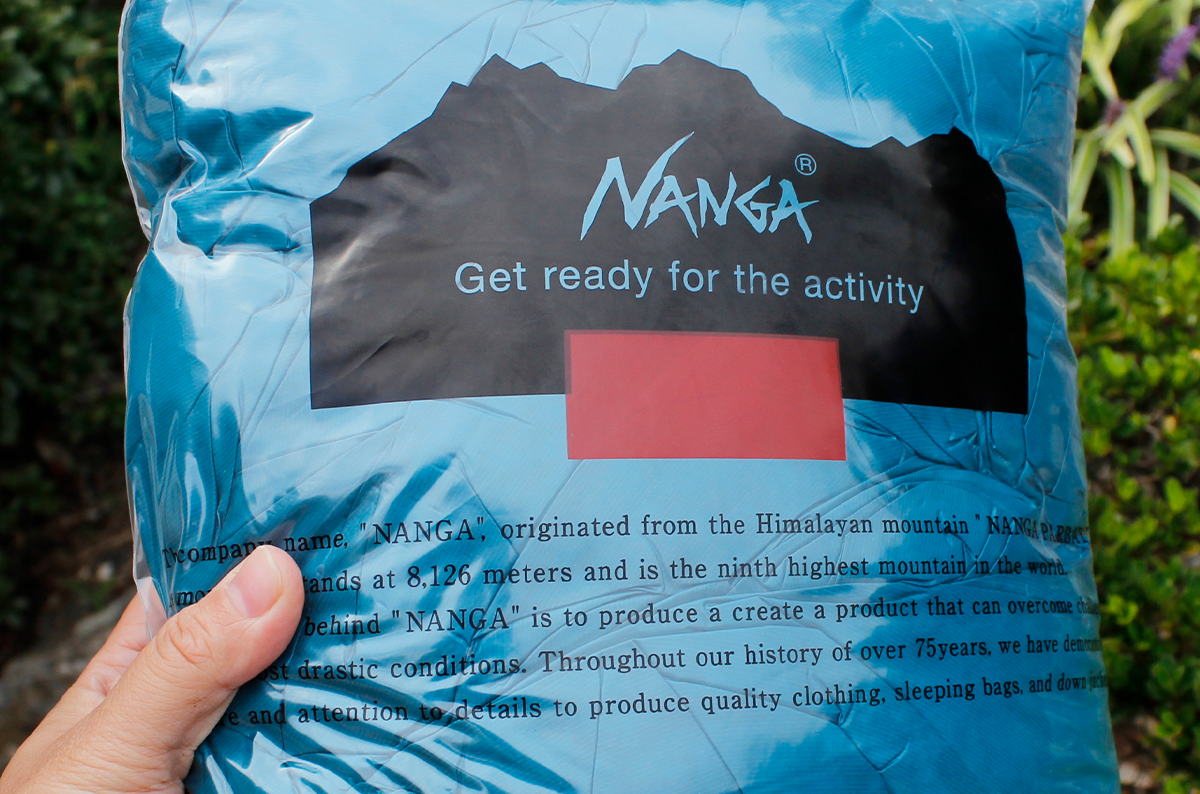 NANGA®
Get ready for the activity
company name, "NANGA", originated from the Himalayan mountain "NANGA
at 8,126 meters and is the ninth highest mountain in the world.
behind "NANGA" is to produce a create a product that can overcome
drastic conditions. Throughout our history of over 75years, we have
and attention to details to produce quality clothing, sleeping bags, and down